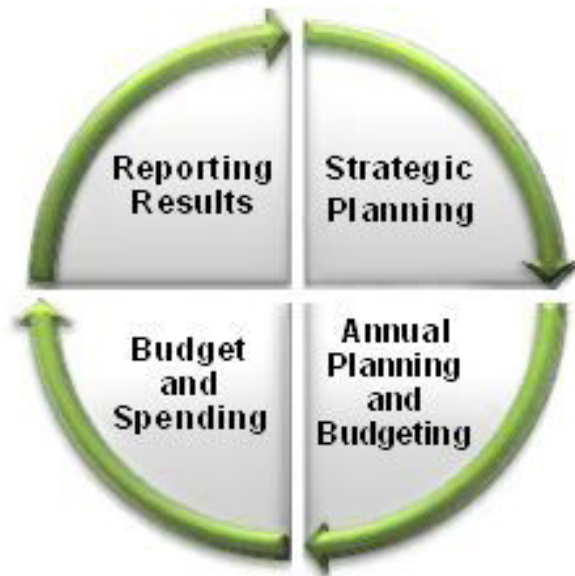 Reporting
Results
Strategic
Planning
Budget
and
Spending
Annual
Planning
and
Budgeting